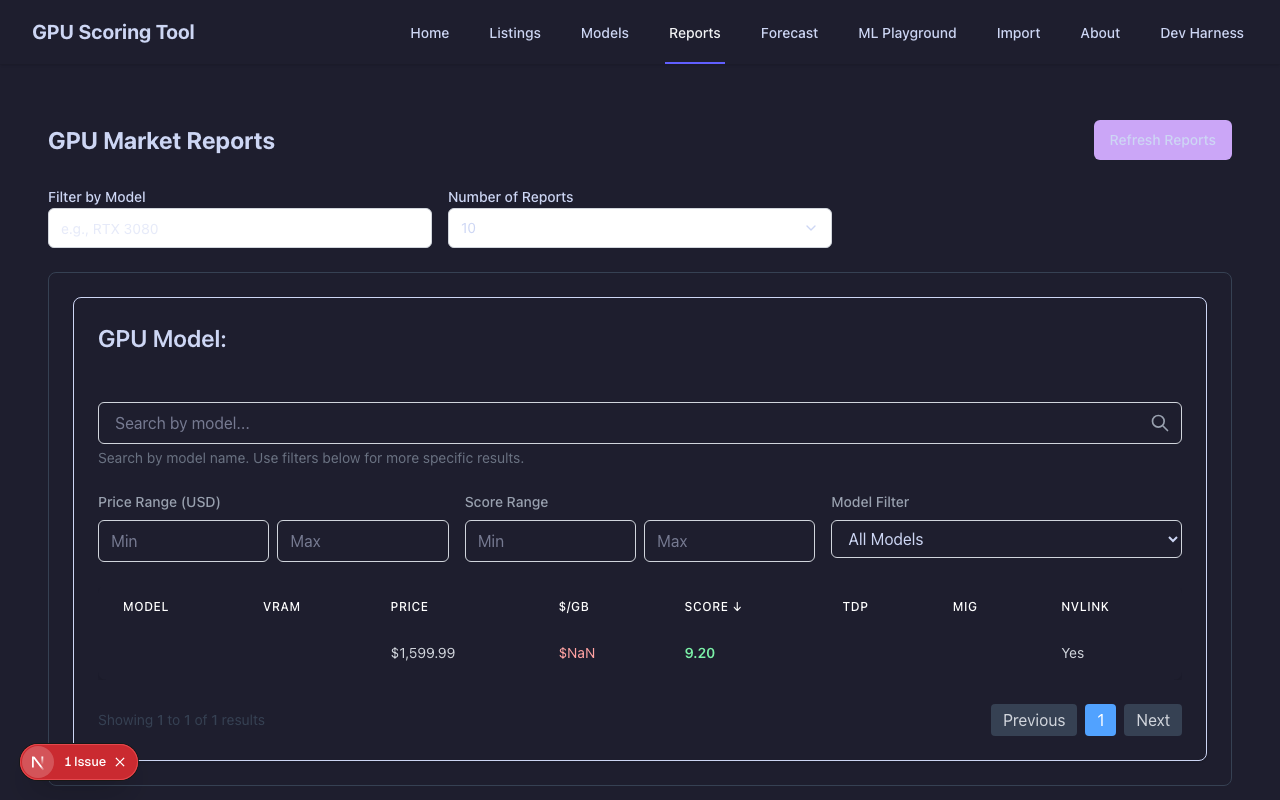 GPU Scoring Tool Home Listings Models Reports Forecast ML Playground Import About Dev Harness
GPU Market Reports Refresh Reports
Filter by Model Number of Reports
e.g., RTX 3080 10
GPU Model:
Search by model...
Search by model name. Use filters below for more specific results.
Price Range (USD) Score Range Model Filter
Min Max Min Max All Models
MODEL VRAM PRICE $/GB SCORE ↓ TDP MIG NVLINK
$1,599.99 $NaN 9.20 Yes
Showing 1 to 1 of 1 results Previous 1 Next
N 1 Issue